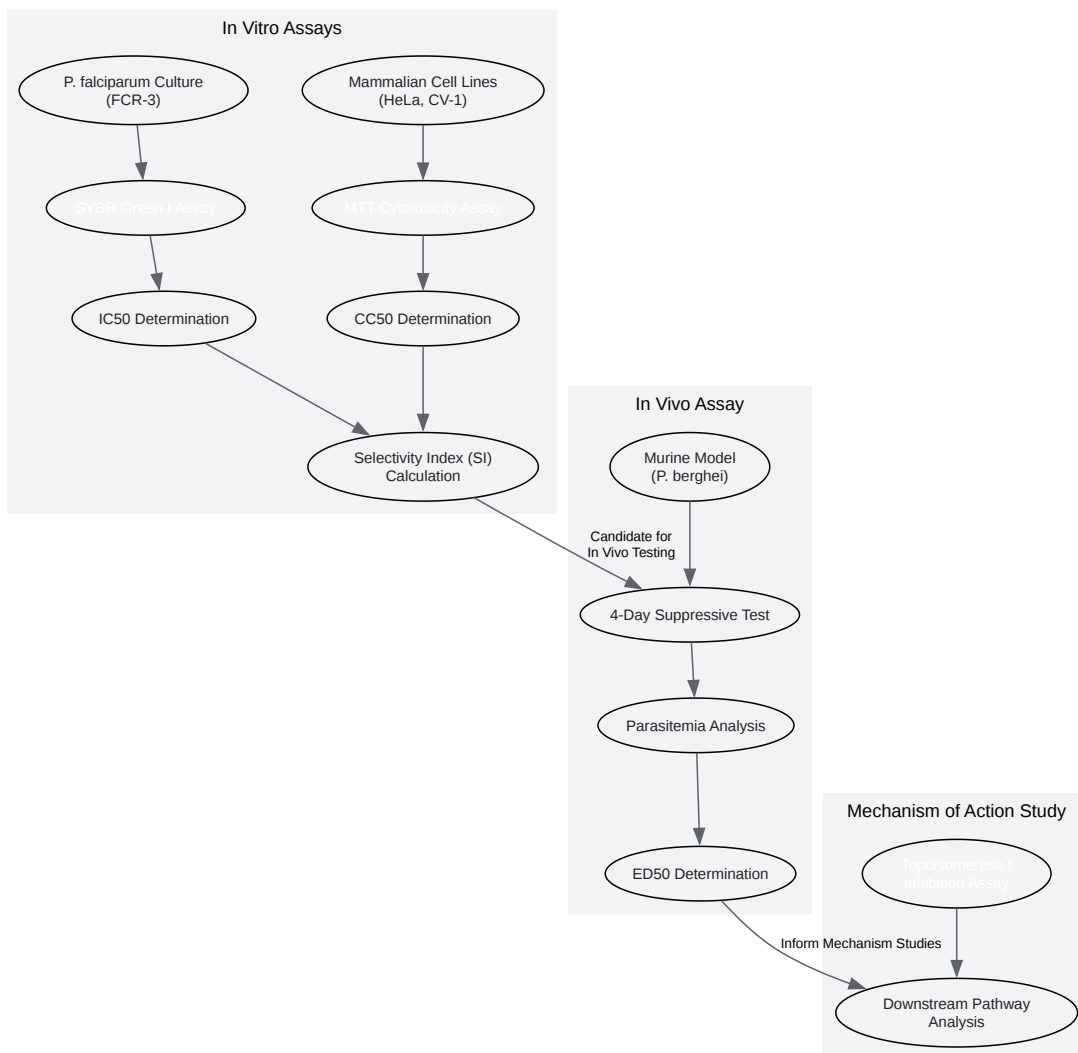 In Vitro Assays
P. falciparum Culture
(FCR-3)
Mammalian Cell Lines
(HeLa, CV-1)
SYBR Green I Assay
MTT Cytotoxicity Assay
IC50 Determination
CC50 Determination
Selectivity Index (SI)
Calculation
In Vivo Assay
Murine Model
(P. berghei)
Candidate for
In Vivo Testing
4-Day Suppressive Test
Parasitemia Analysis
ED50 Determination
Mechanism of Action Study
Topoisomerase I
Inhibition Assay
Inform Mechanism Studies
Downstream Pathway
Analysis